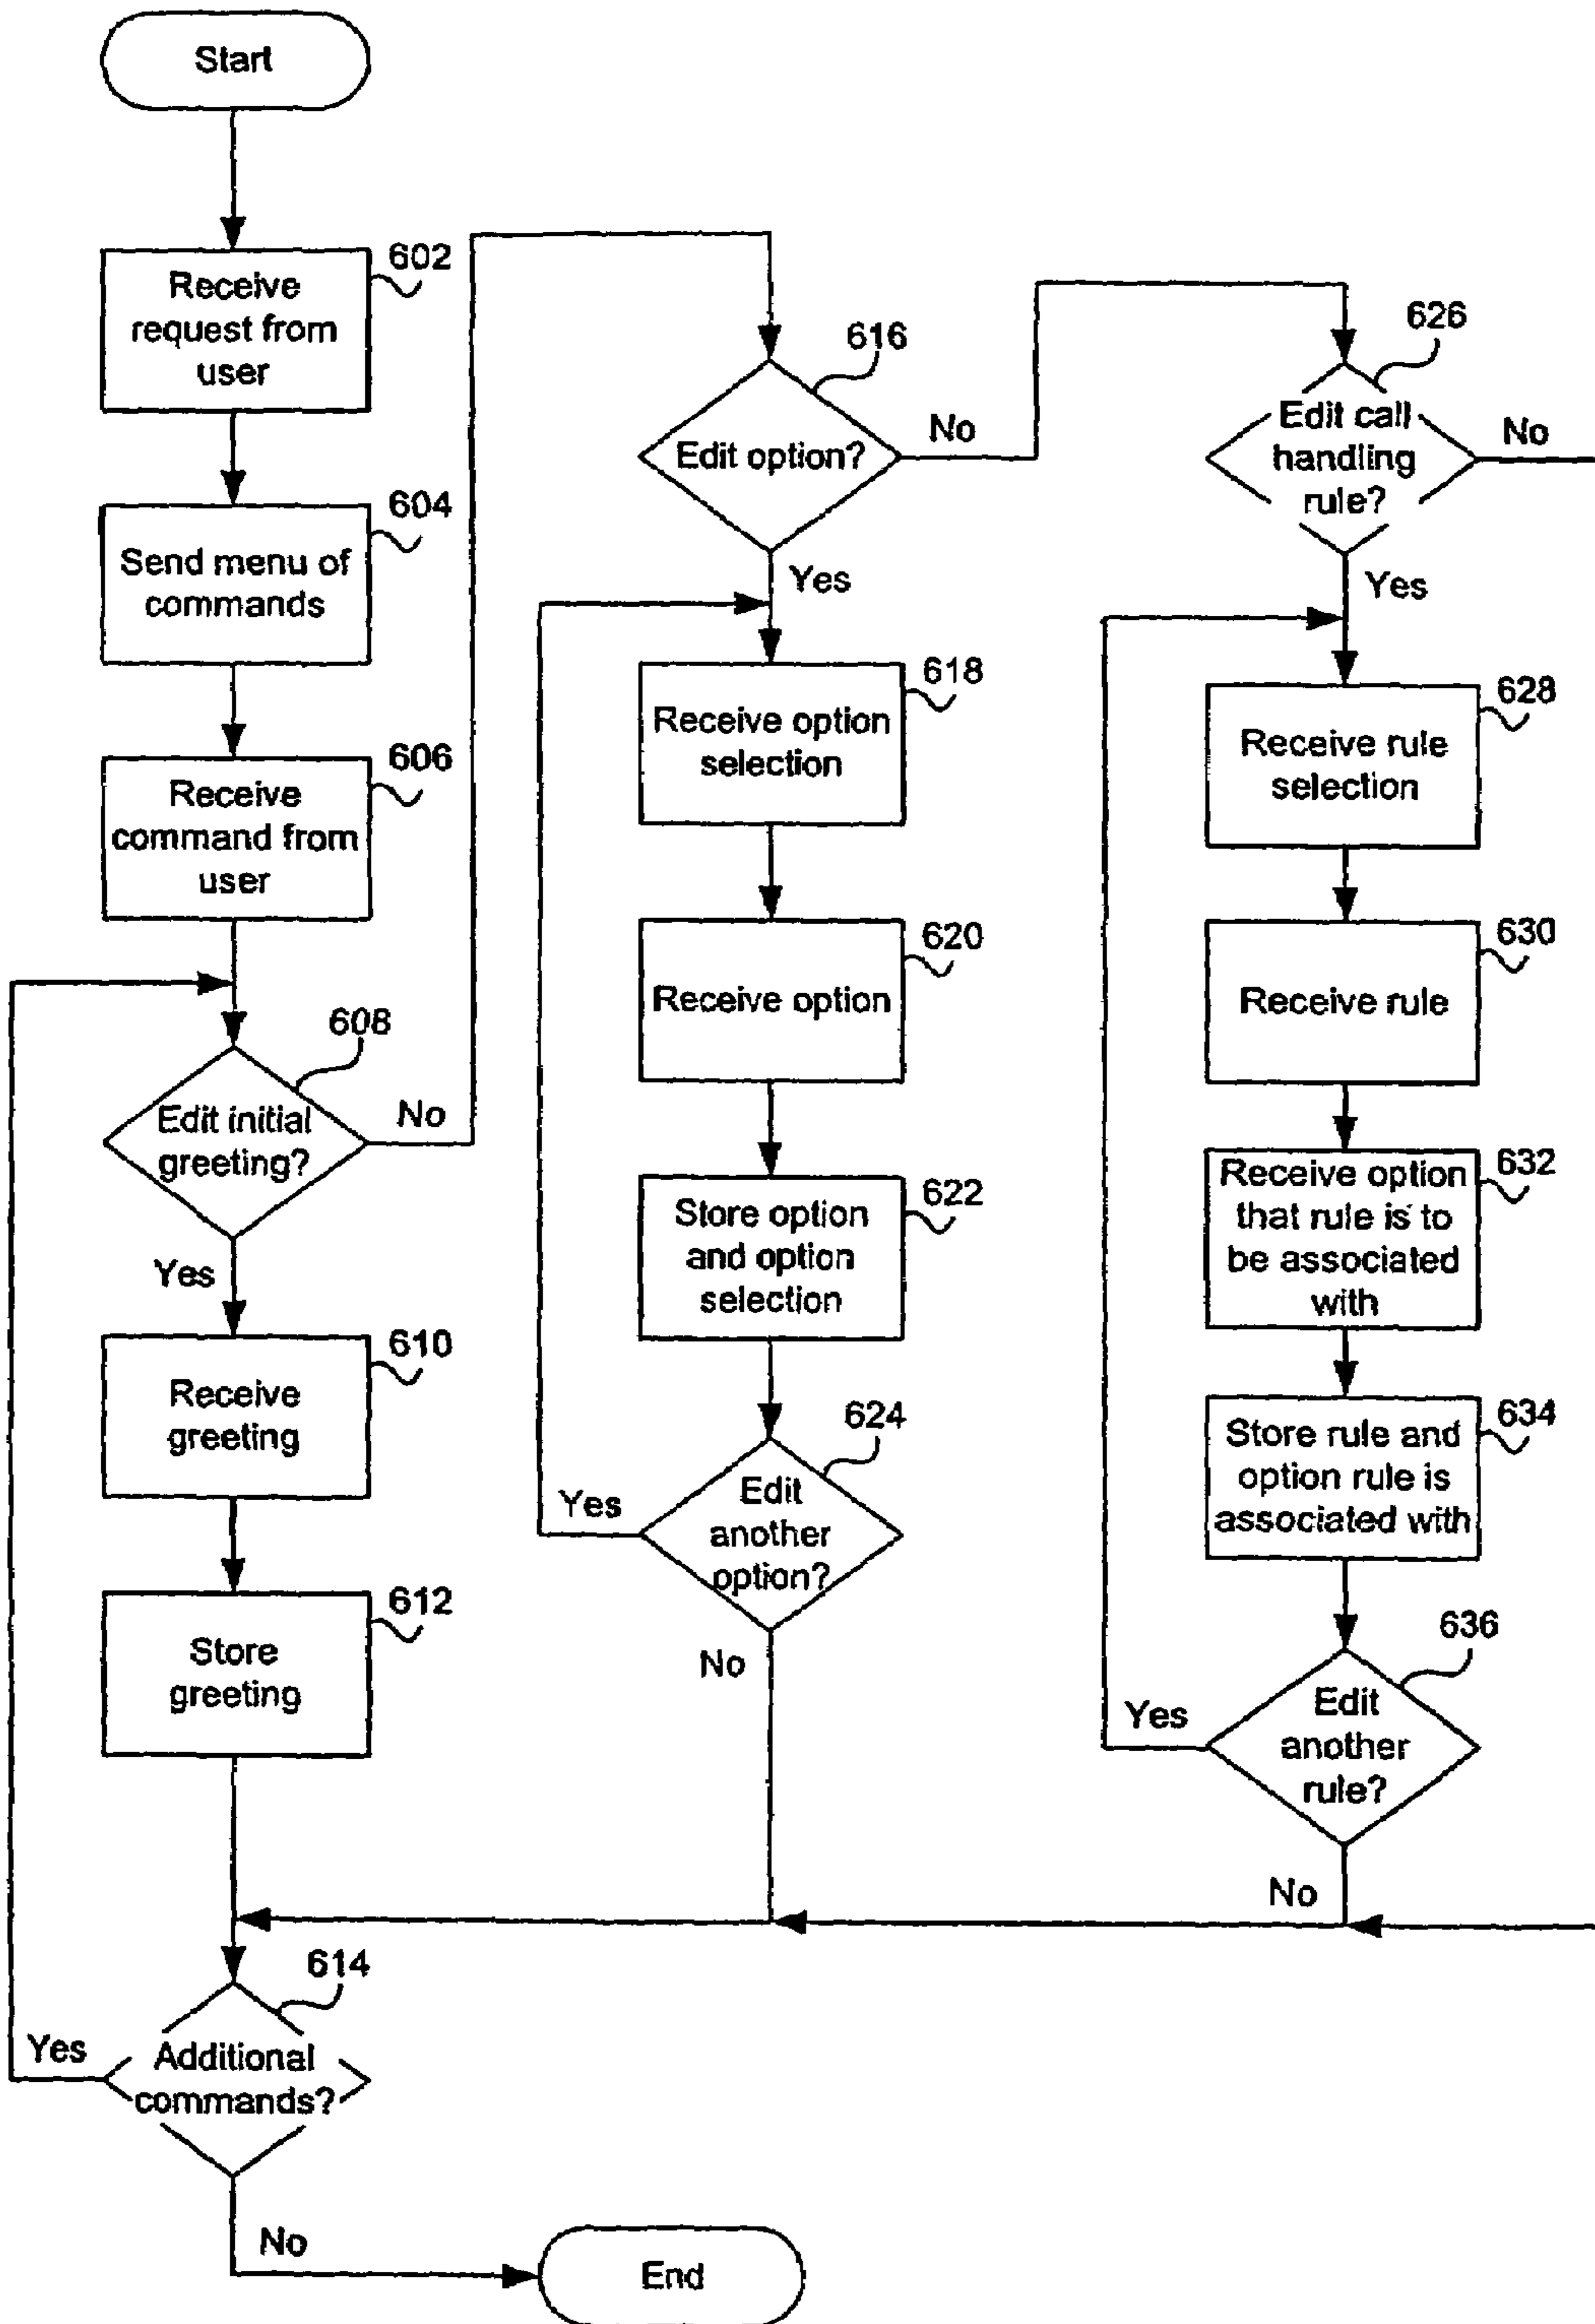 Start
602
Receive
request from
user
604
Send menu of
commands
606
Receive
command from
user
608
Edit initial
greeting?
No
Yes
610
Receive
greeting
612
Store
greeting
614
Additional
commands?
Yes
No
End
616
Edit option?
No
Yes
618
Receive option
selection
620
Receive option
622
Store option
and option
selection
624
Edit
another
option?
Yes
No
626
Edit call
handling
rule?
No
Yes
628
Receive rule
selection
630
Receive rule
632
Receive option
that rule is to
be associated
with
634
Store rule and
option rule is
associated with
636
Edit
another
rule?
Yes
No